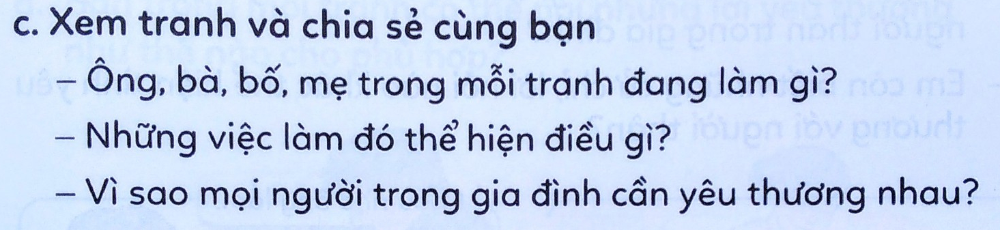 c. Xem tranh và chia sẻ cùng bạn
– Ông, bà, bố, mẹ trong mỗi tranh đang làm gì?
– Những việc làm đó thể hiện điều gì?
– Vì sao mọi người trong gia đình cần yêu thương nhau?